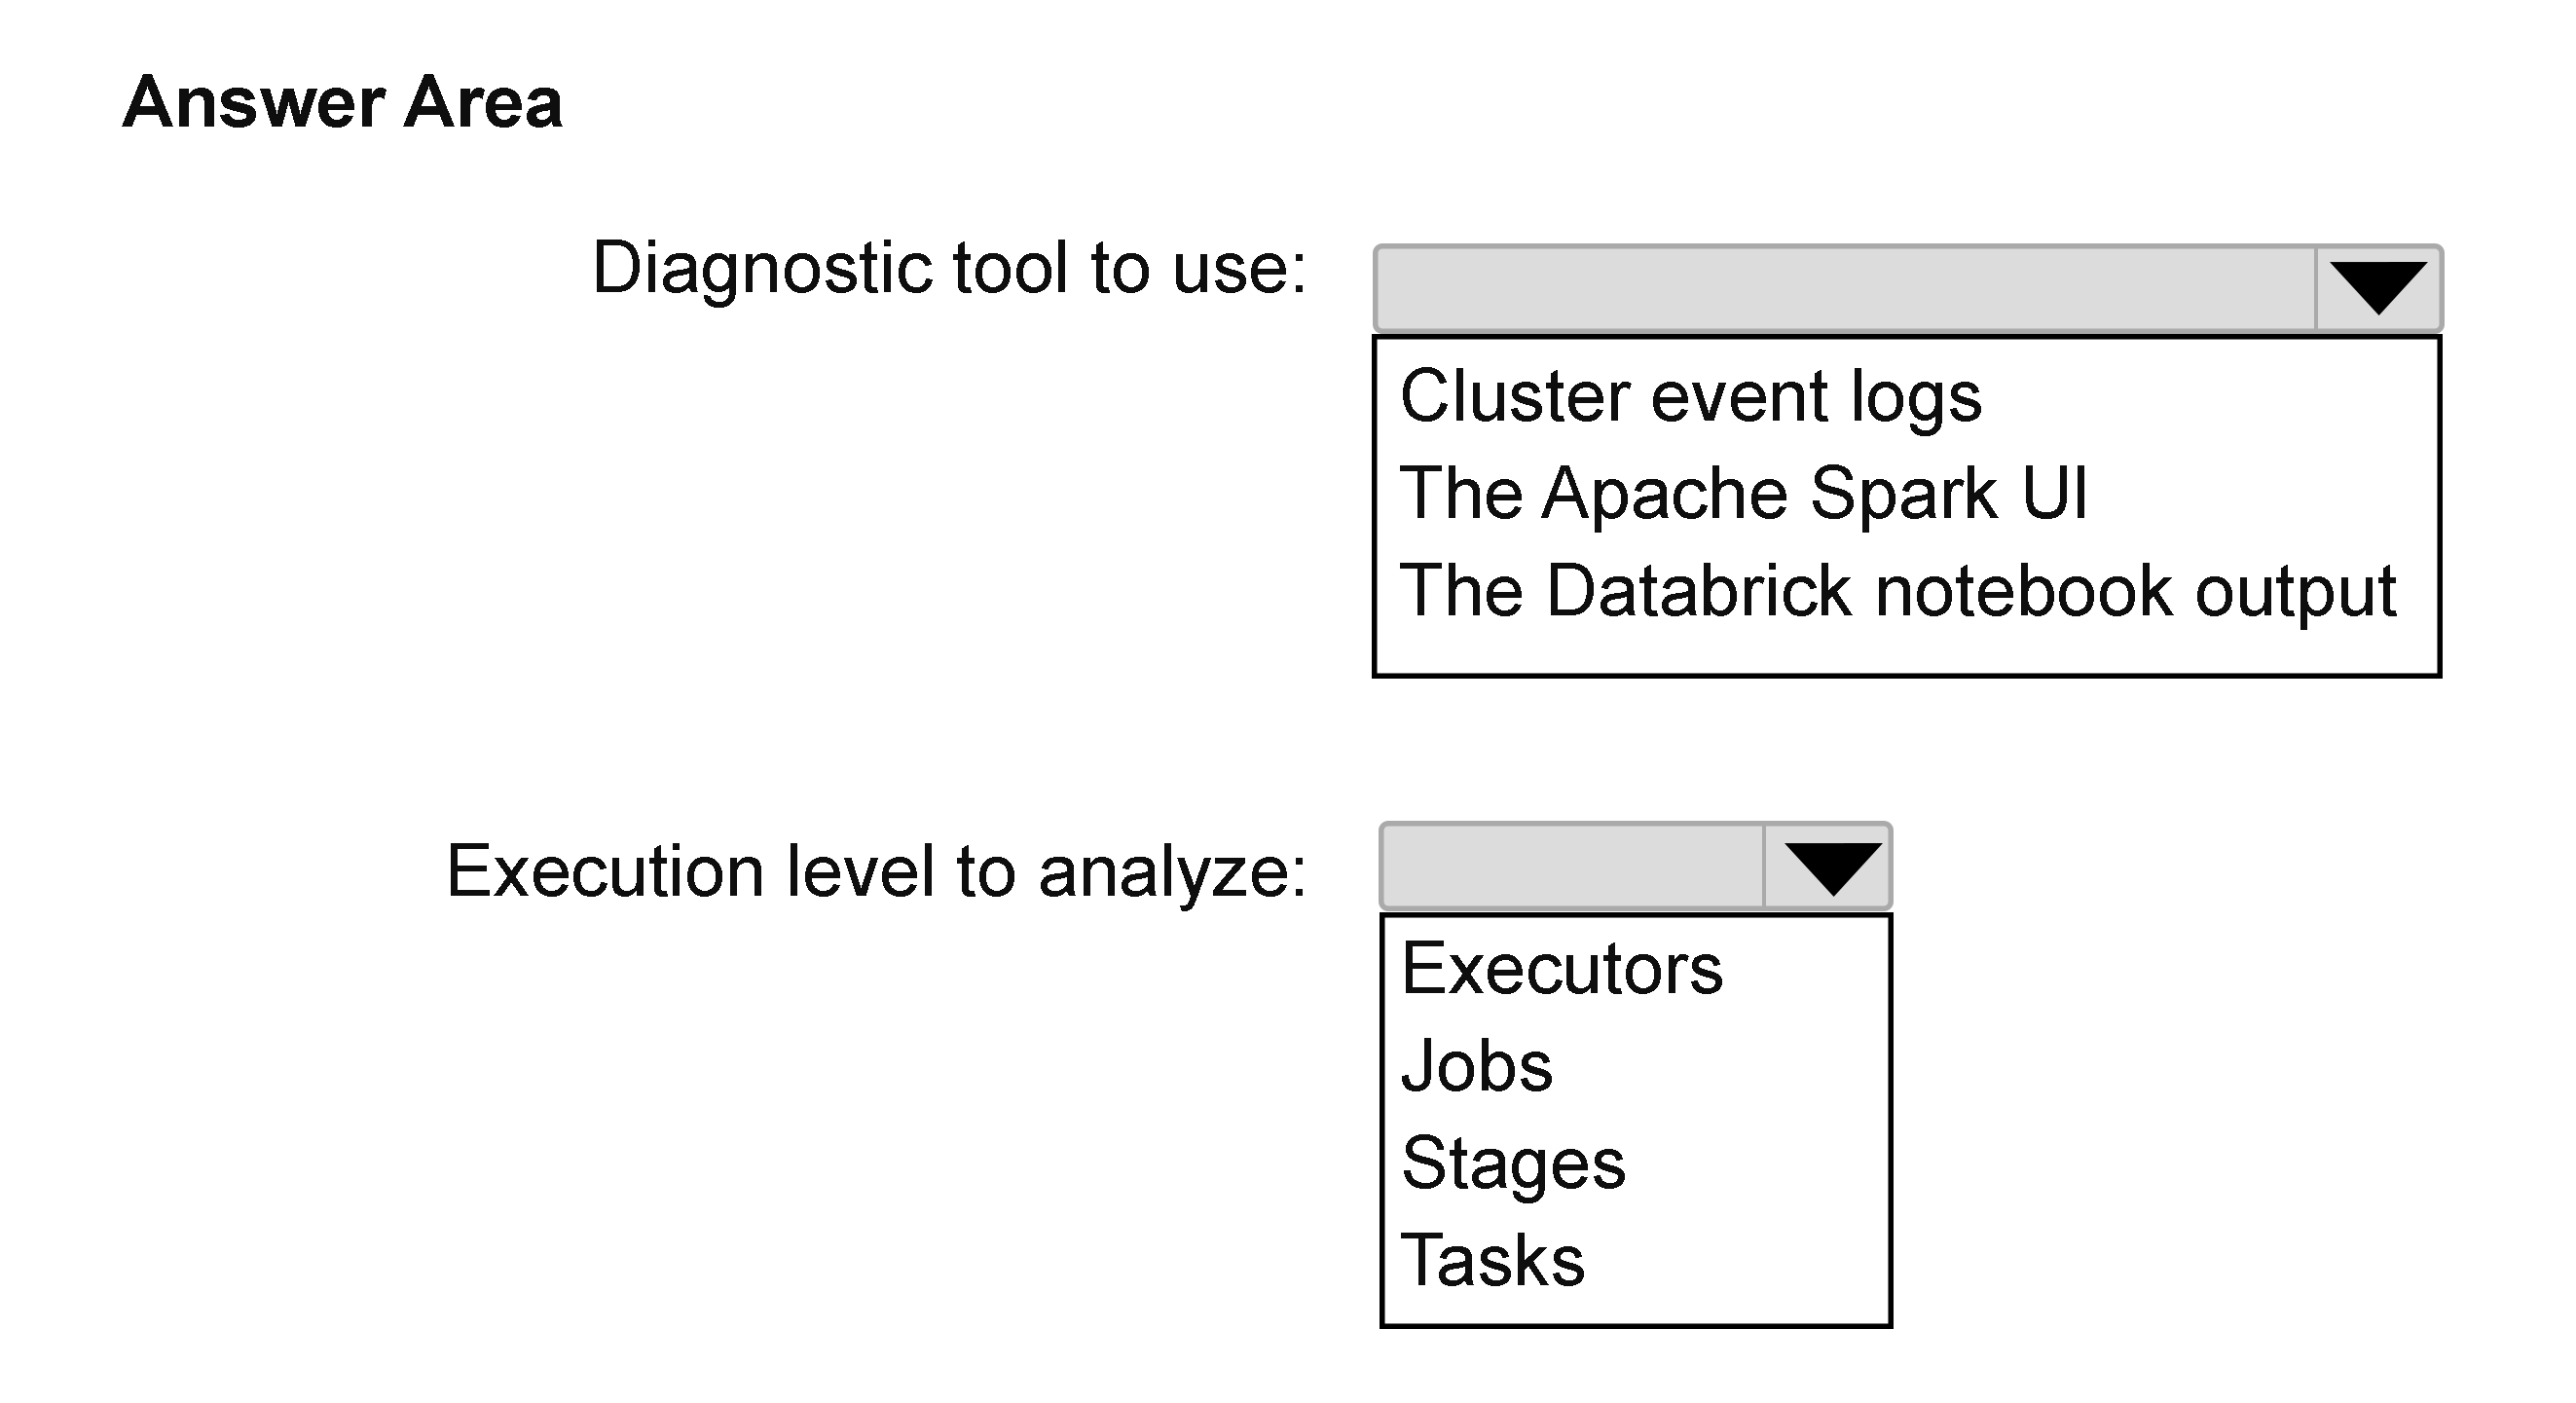 Answer Area
Diagnostic tool to use:
Cluster event logs
The Apache Spark UI
The Databrick notebook output
Execution level to analyze:
Executors
Jobs
Stages
Tasks